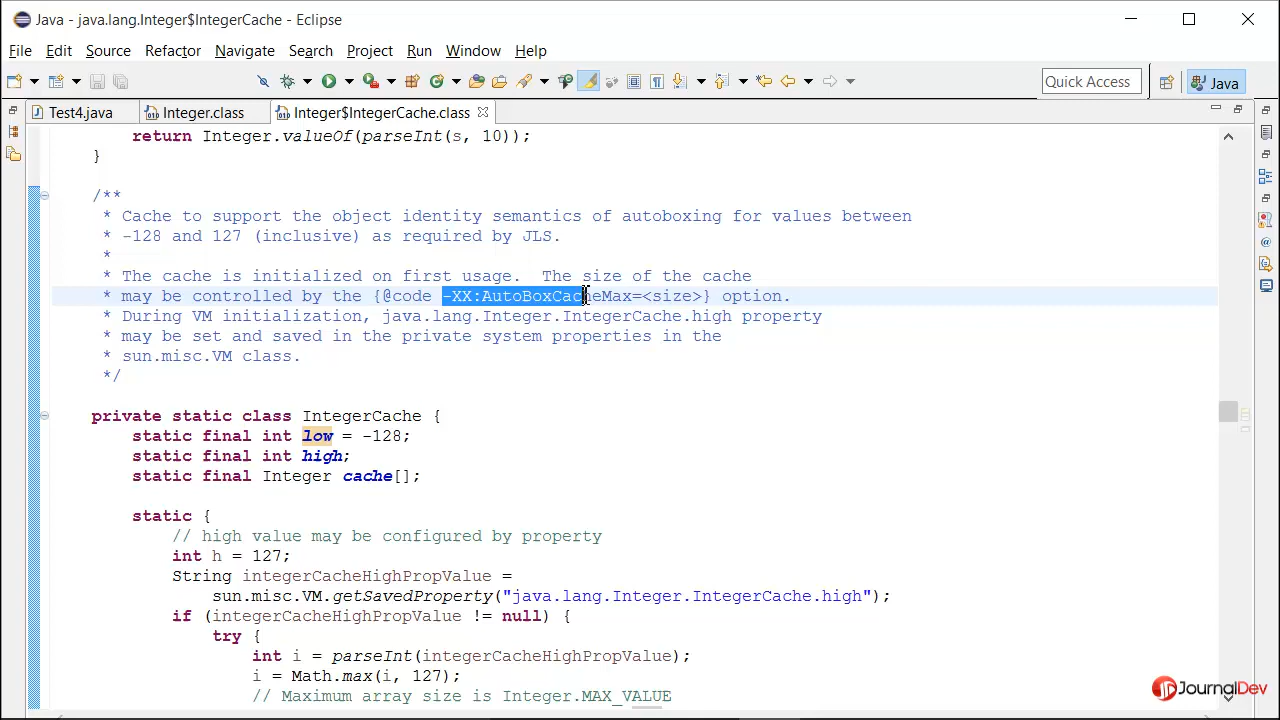 Java - java.lang.Integer$IntegerCache - Eclipse
File Edit Source Refactor Navigate Search Project Run Window Help
Quick Access Java
Test4.java Integer.class Integer$IntegerCache.class
return Integer.valueOf(parseInt(s, 10));
}
/**
* Cache to support the object identity semantics of autoboxing for values between
* -128 and 127 (inclusive) as required by JLS.
*
* The cache is initialized on first usage.  The size of the cache
* may be controlled by the {@code -XX:AutoBoxCacheMax=<size>} option.
* During VM initialization, java.lang.Integer.IntegerCache.high property
* may be set and saved in the private system properties in the
* sun.misc.VM class.
*/
private static class IntegerCache {
static final int low = -128;
static final int high;
static final Integer cache[];
static {
// high value may be configured by property
int h = 127;
String integerCacheHighPropValue =
sun.misc.VM.getSavedProperty("java.lang.Integer.IntegerCache.high");
if (integerCacheHighPropValue != null) {
try {
int i = parseInt(integerCacheHighPropValue);
i = Math.max(i, 127);
// Maximum array size is Integer.MAX_VALUE
JournalDev